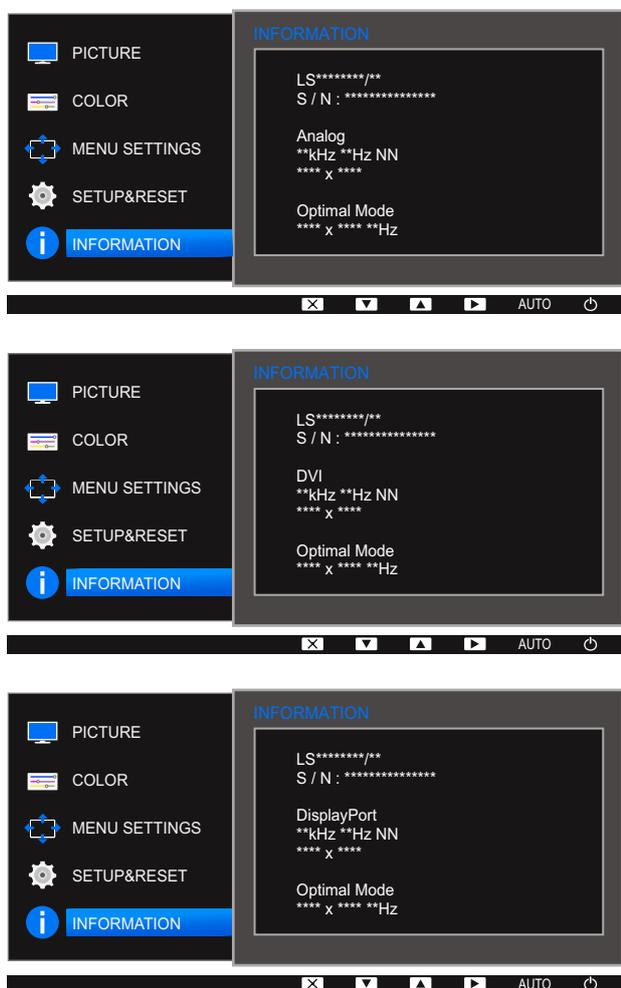 INFORMATION
PICTURE
COLOR
MENU SETTINGS
SETUP&RESET
INFORMATION
LS********/**
S / N : ***************
Analog
**kHz **Hz NN
**** x ****
Optimal Mode
**** x **** **Hz
AUTO
INFORMATION
PICTURE
COLOR
MENU SETTINGS
SETUP&RESET
INFORMATION
LS********/**
S / N : ***************
DVI
**kHz **Hz NN
**** x ****
Optimal Mode
**** x **** **Hz
AUTO
INFORMATION
PICTURE
COLOR
MENU SETTINGS
SETUP&RESET
INFORMATION
LS********/**
S / N : ***************
DisplayPort
**kHz **Hz NN
**** x ****
Optimal Mode
**** x **** **Hz
AUTO